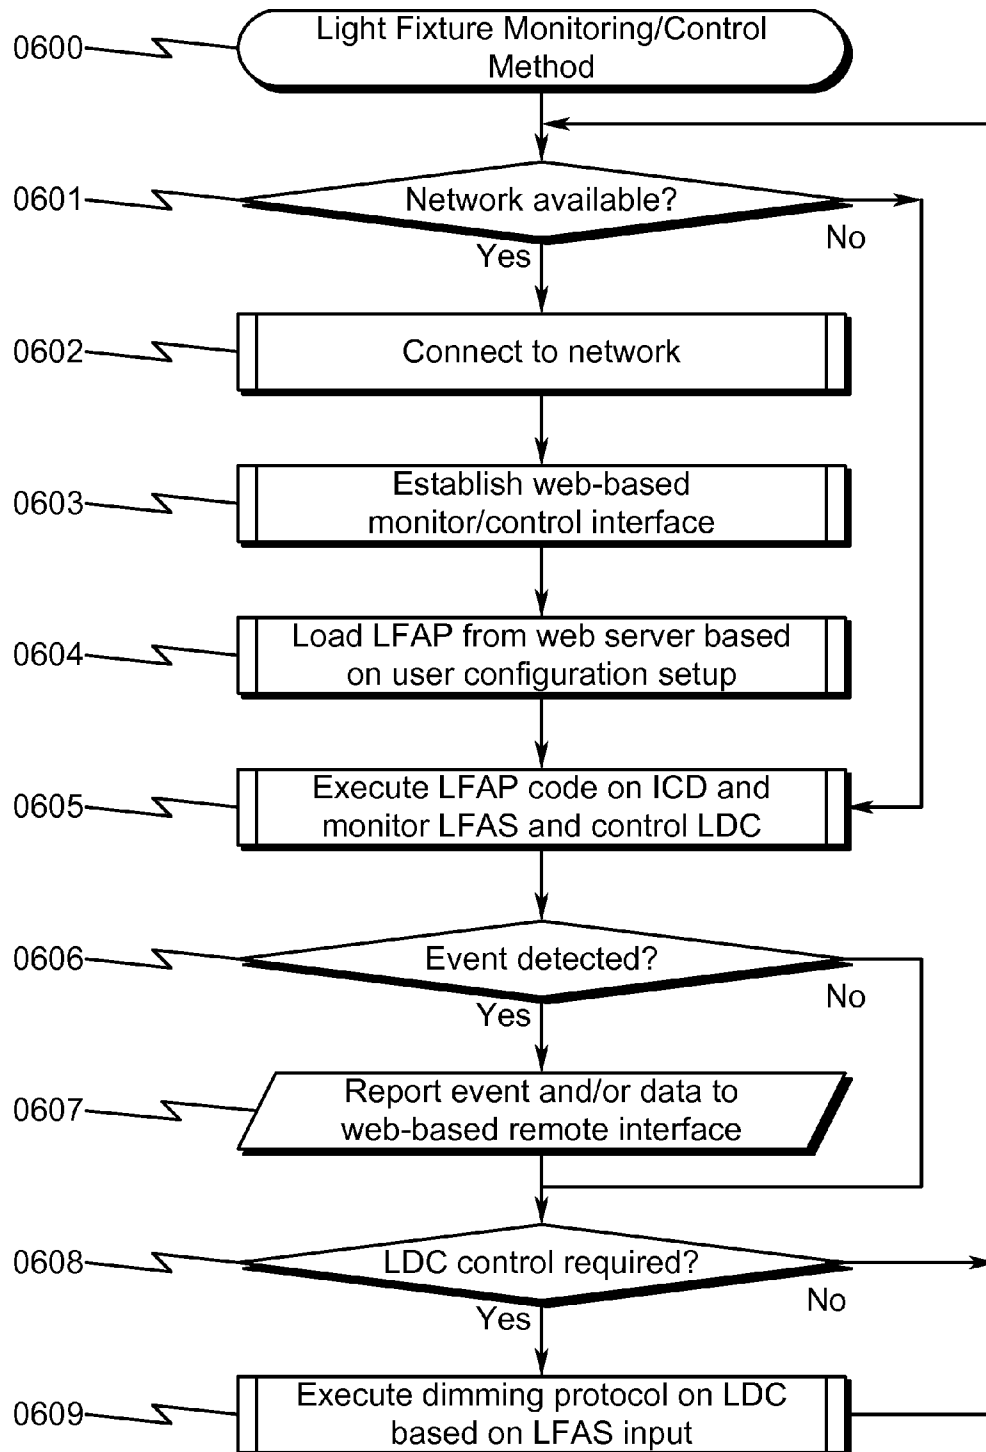 0600
Light Fixture Monitoring/Control
Method
0601
Network available?
No
Yes
0602
Connect to network
0603
Establish web-based
monitor/control interface
0604
Load LFAP from web server based
on user configuration setup
0605
Execute LFAP code on ICD and
monitor LFAS and control LDC
0606
Event detected?
No
Yes
0607
Report event and/or data to
web-based remote interface
0608
LDC control required?
No
Yes
0609
Execute dimming protocol on LDC
based on LFAS input